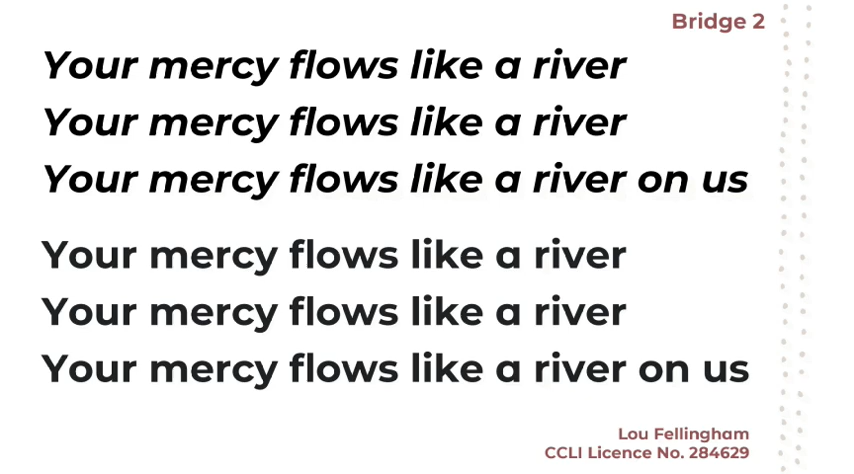 Bridge 2
Your mercy flows like a river
Your mercy flows like a river
Your mercy flows like a river on us
Your mercy flows like a river
Your mercy flows like a river
Your mercy flows like a river on us
Lou Fellingham
CCLI Licence No. 284629